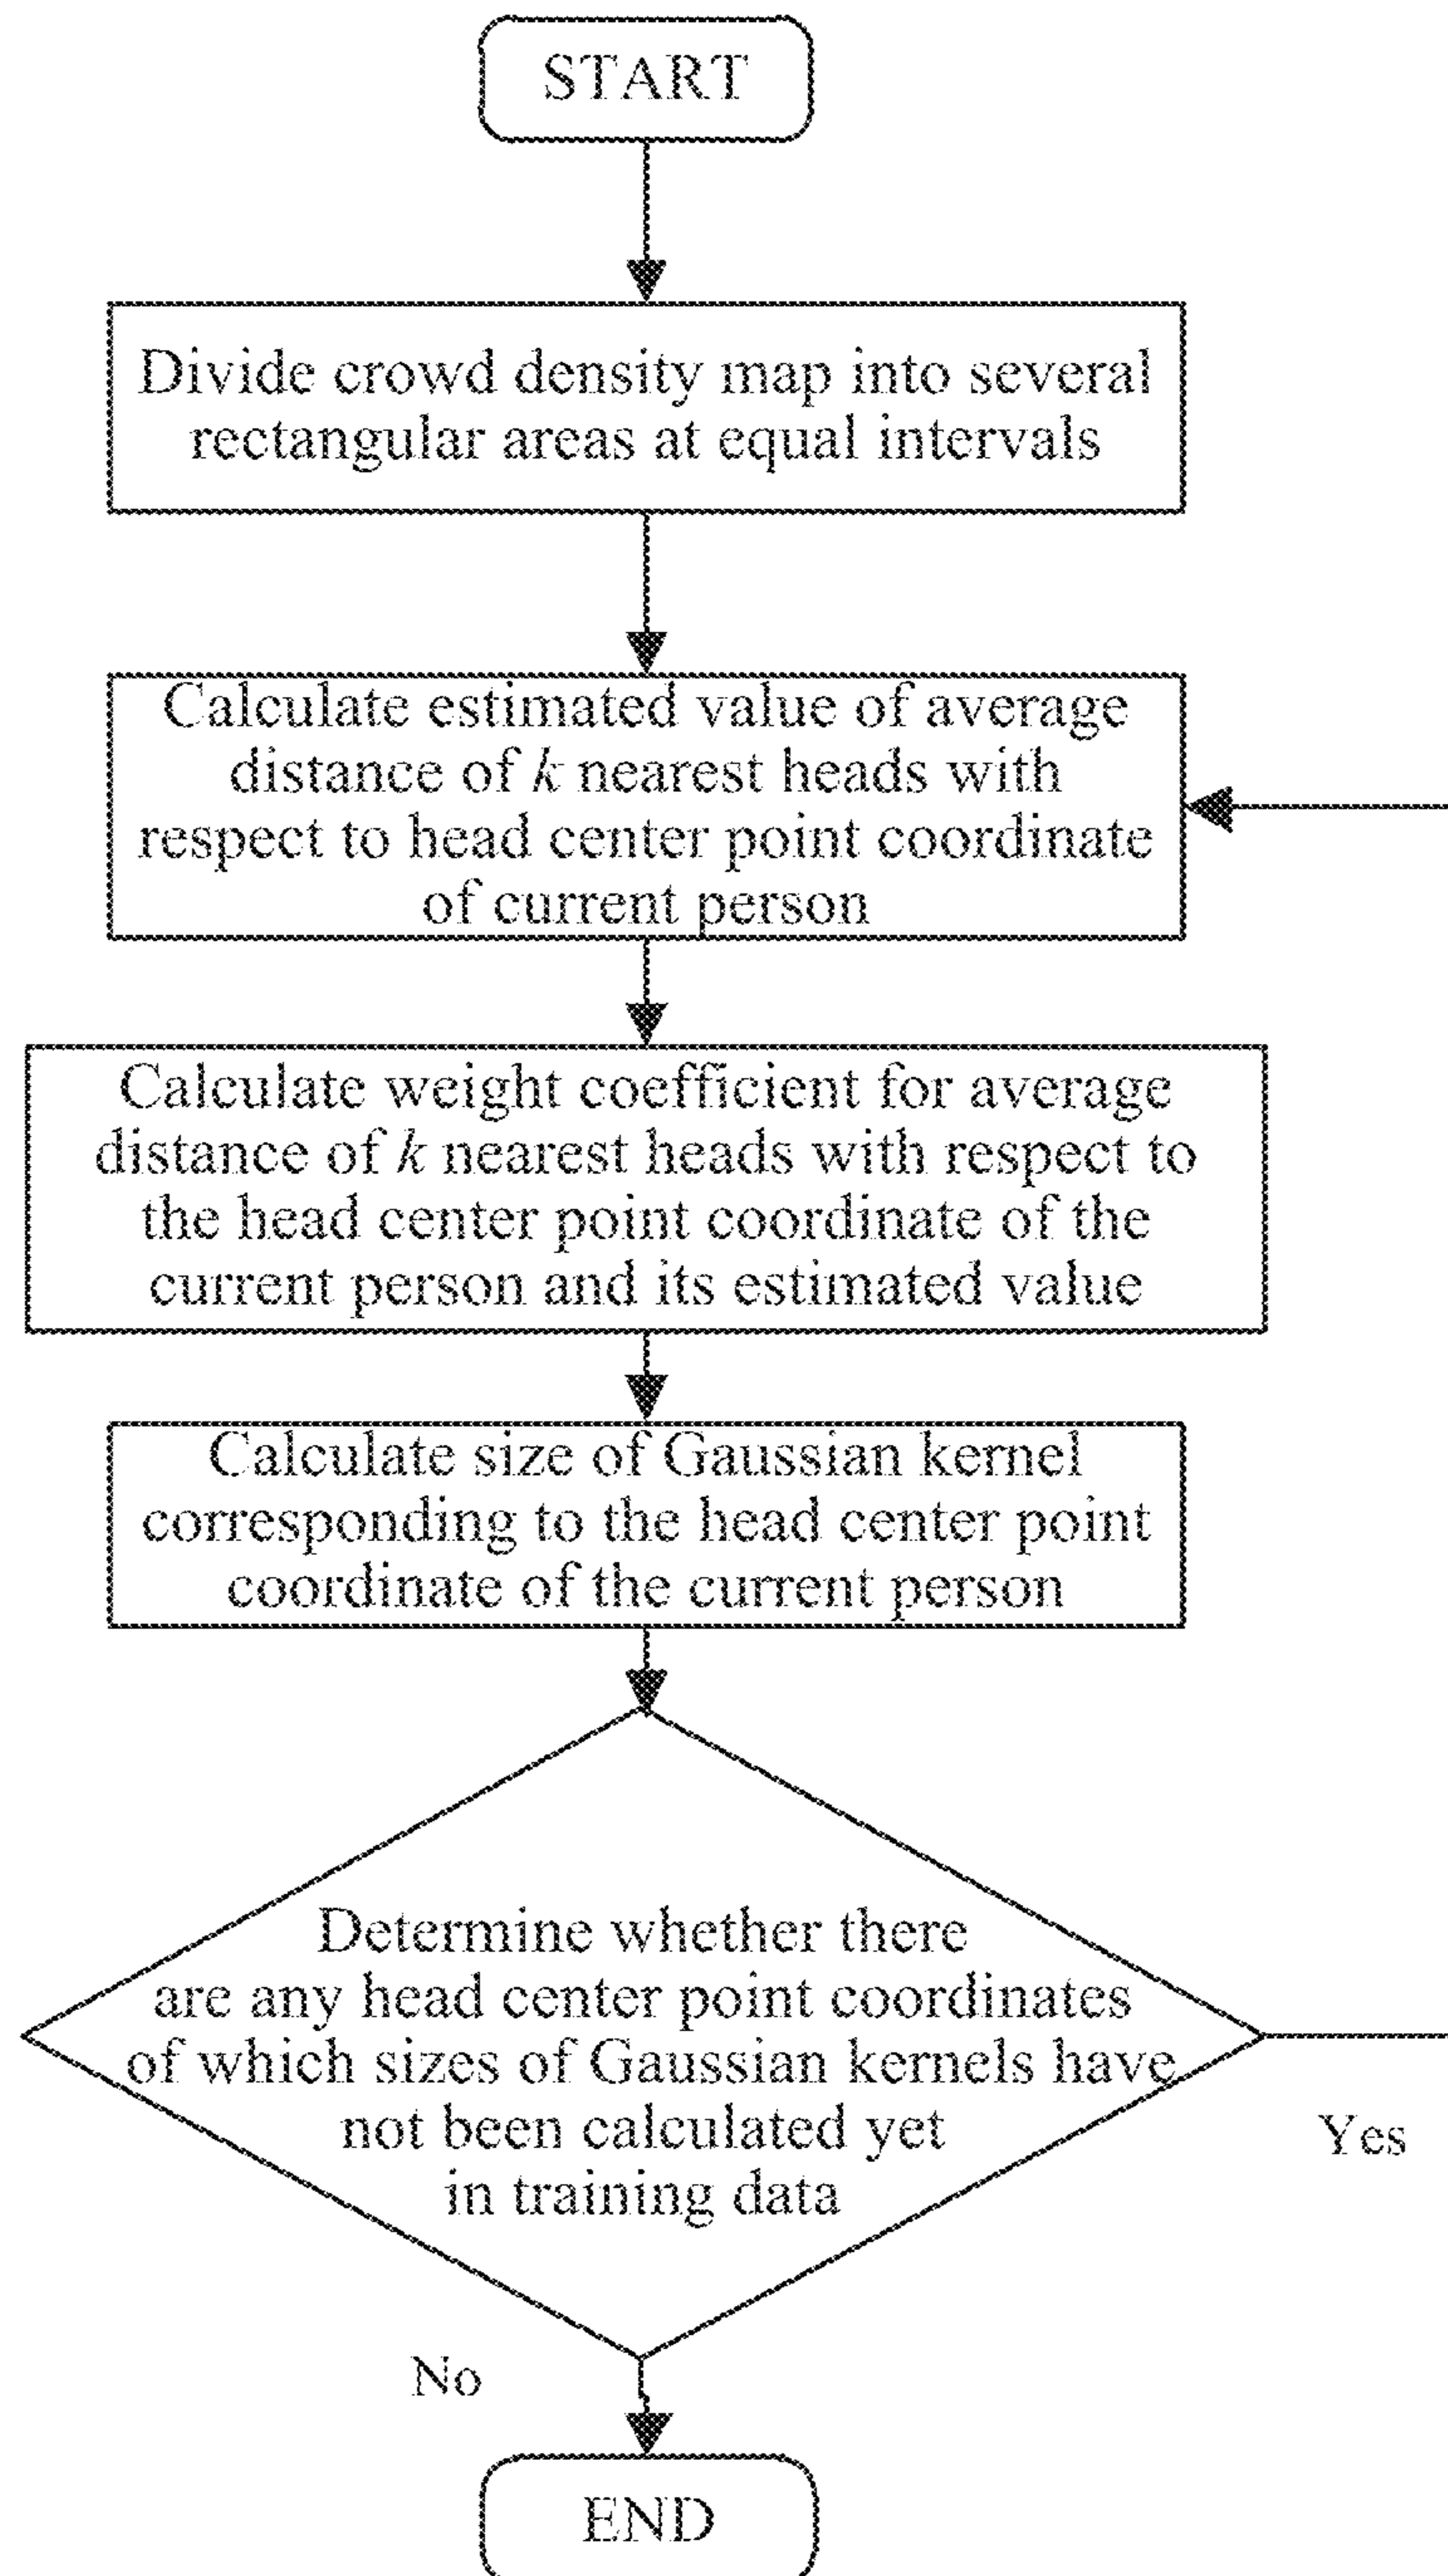 START
Divide crowd density map into several
rectangular areas at equal intervals
Calculate estimated value of average
distance of k nearest heads with
respect to head center point coordinate
of current person
Calculate weight coefficient for average
distance of k nearest heads with respect to
the head center point coordinate of the
current person and its estimated value
Calculate size of Gaussian kernel
corresponding to the head center point
coordinate of the current person
Determine whether there
are any head center point coordinates
of which sizes of Gaussian kernels have
not been calculated yet
in training data
Yes
No
END